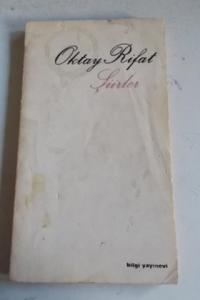 Oktay Rifat
Şiirler
bilgi yayınevi